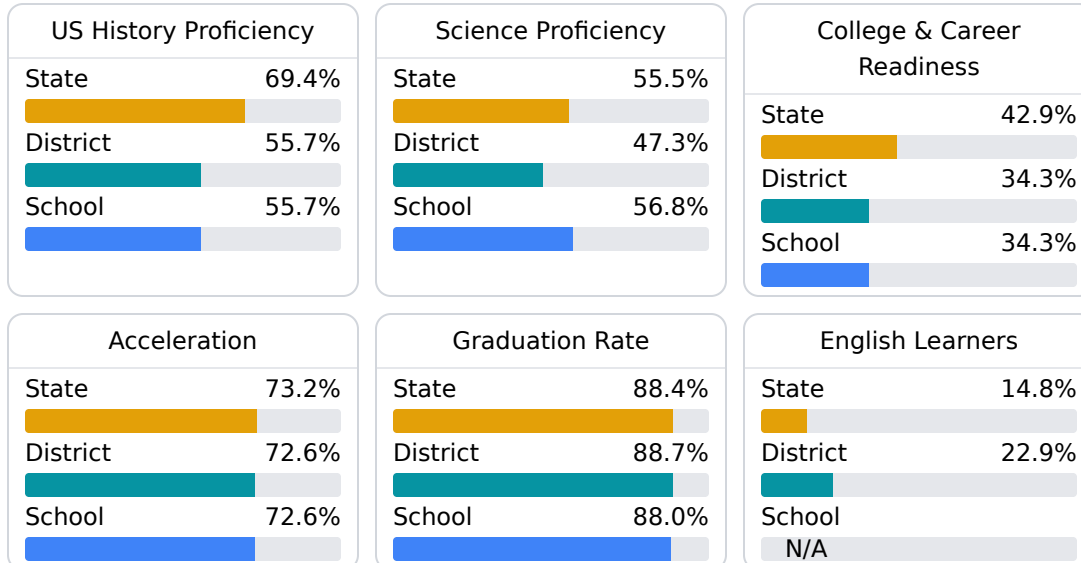 US History Proficiency
State 69.4%
District 55.7%
School 55.7%
Science Proficiency
State 55.5%
District 47.3%
School 56.8%
College & Career
Readiness
State 42.9%
District 34.3%
School 34.3%
Acceleration
State 73.2%
District 72.6%
School 72.6%
Graduation Rate
State 88.4%
District 88.7%
School 88.0%
English Learners
State 14.8%
District 22.9%
School
N/A